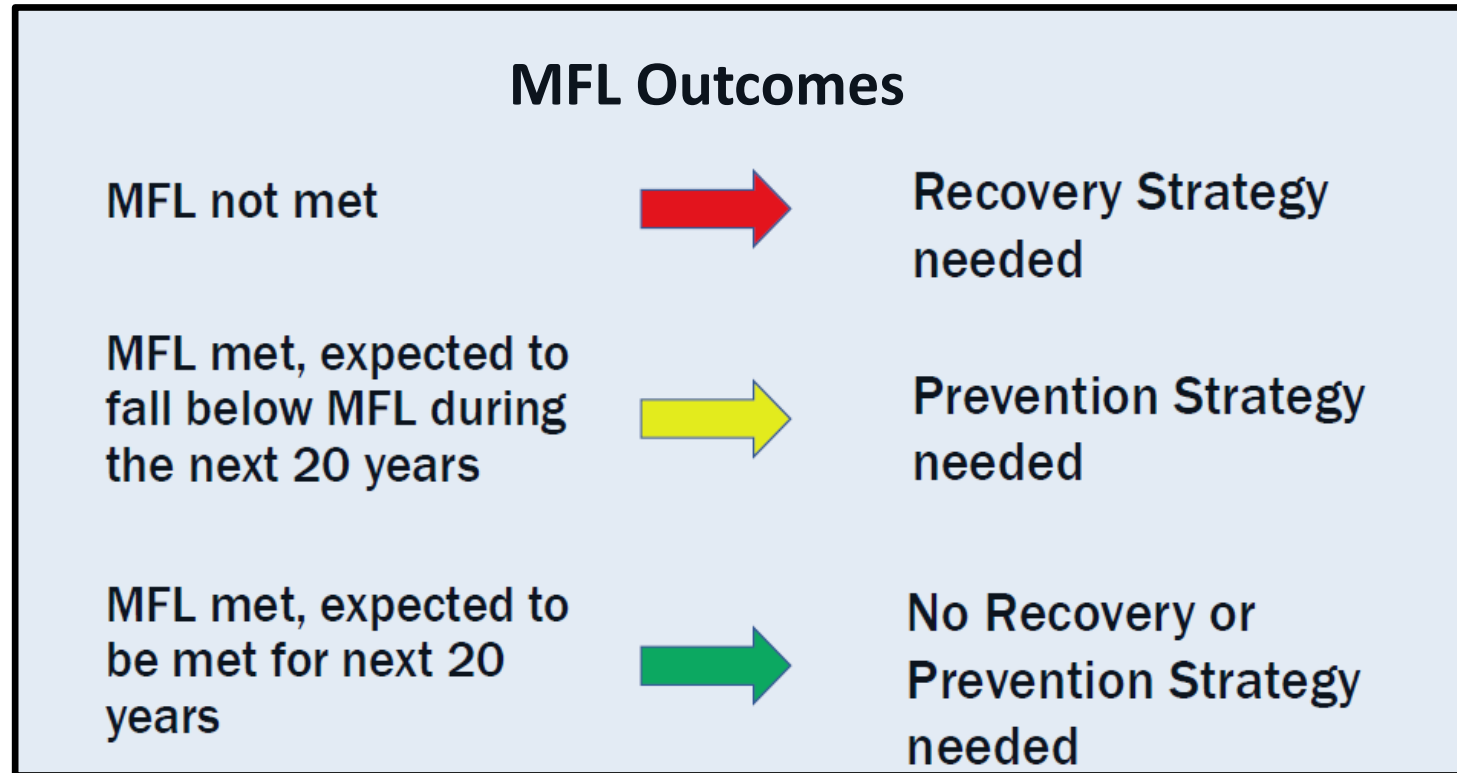 MFL Outcomes
MFL not met
Recovery Strategy
needed
MFL met, expected to
fall below MFL during
the next 20 years
Prevention Strategy
needed
MFL met, expected to
be met for next 20
years
No Recovery or
Prevention Strategy
needed